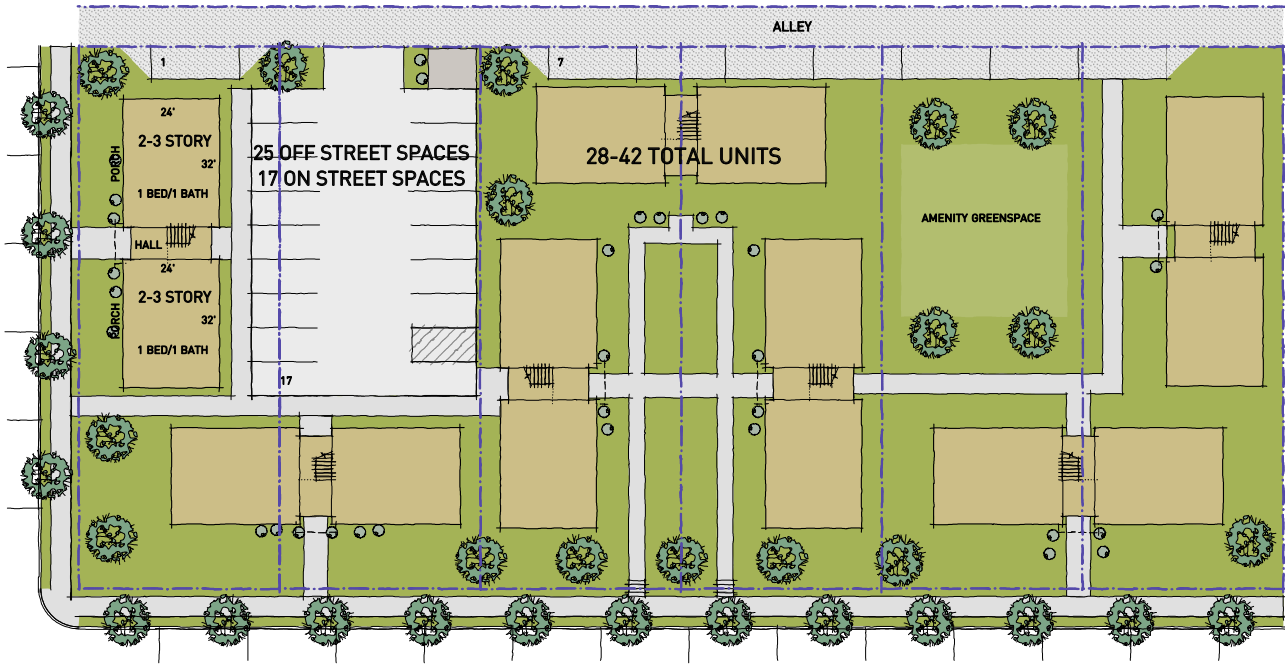 ALLEY
1
7
24'
2-3 STORY
32'
PORCH
1 BED/1 BATH
HALL
24'
2-3 STORY
32'
PORCH
1 BED/1 BATH
25 OFF STREET SPACES
17 ON STREET SPACES
17
28-42 TOTAL UNITS
AMENITY GREENSPACE